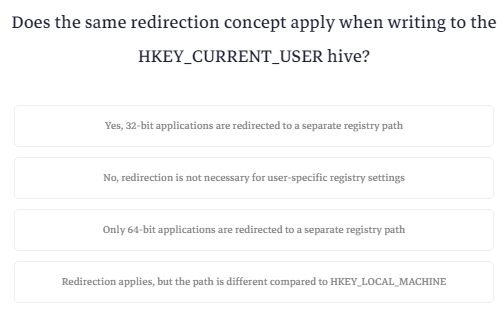 Does the same redirection concept apply when writing to the
HKEY_CURRENT_USER hive?
Yes, 32-bit applications are redirected to a separate registry path
No, redirection is not necessary for user-specific registry settings
Only 64-bit applications are redirected to a separate registry path
Redirection applies, but the path is different compared to HKEY_LOCAL_MACHINE